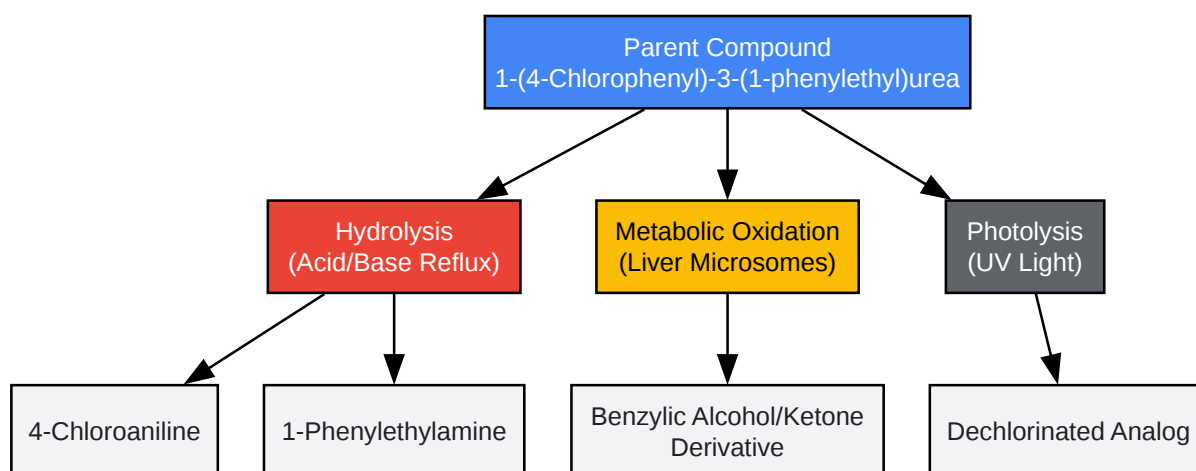 Parent Compound
1-(4-Chlorophenyl)-3-(1-phenylethyl)urea
Hydrolysis
(Acid/Base Reflux)
Metabolic Oxidation
(Liver Microsomes)
Photolysis
(UV Light)
4-Chloroaniline
1-Phenylethylamine
Benzylic Alcohol/Ketone
Derivative
Dechlorinated Analog